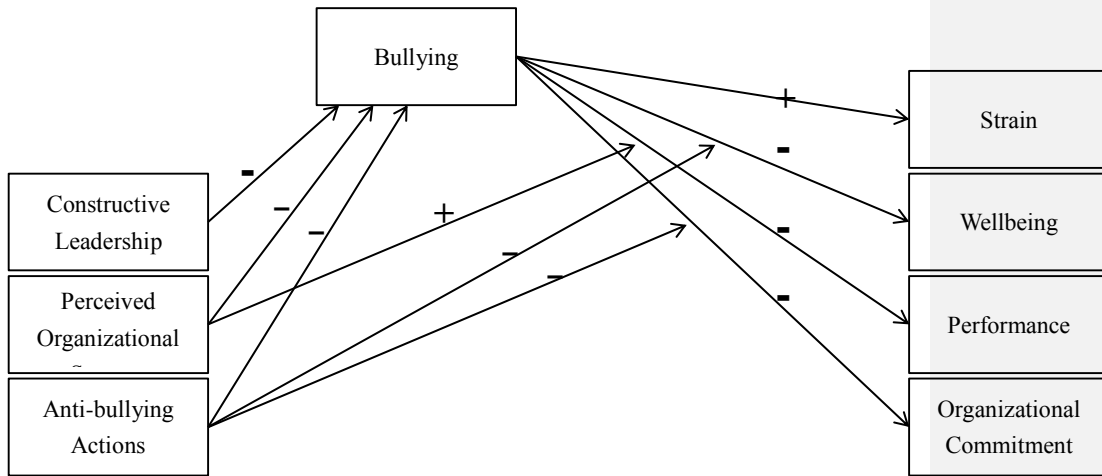 Bullying
+
Strain
-
-
Constructive
Leadership
-
Wellbeing
-
+
-
-
-
Perceived
Organizational
Performance
-
Anti-bullying
Actions
Organizational
Commitment